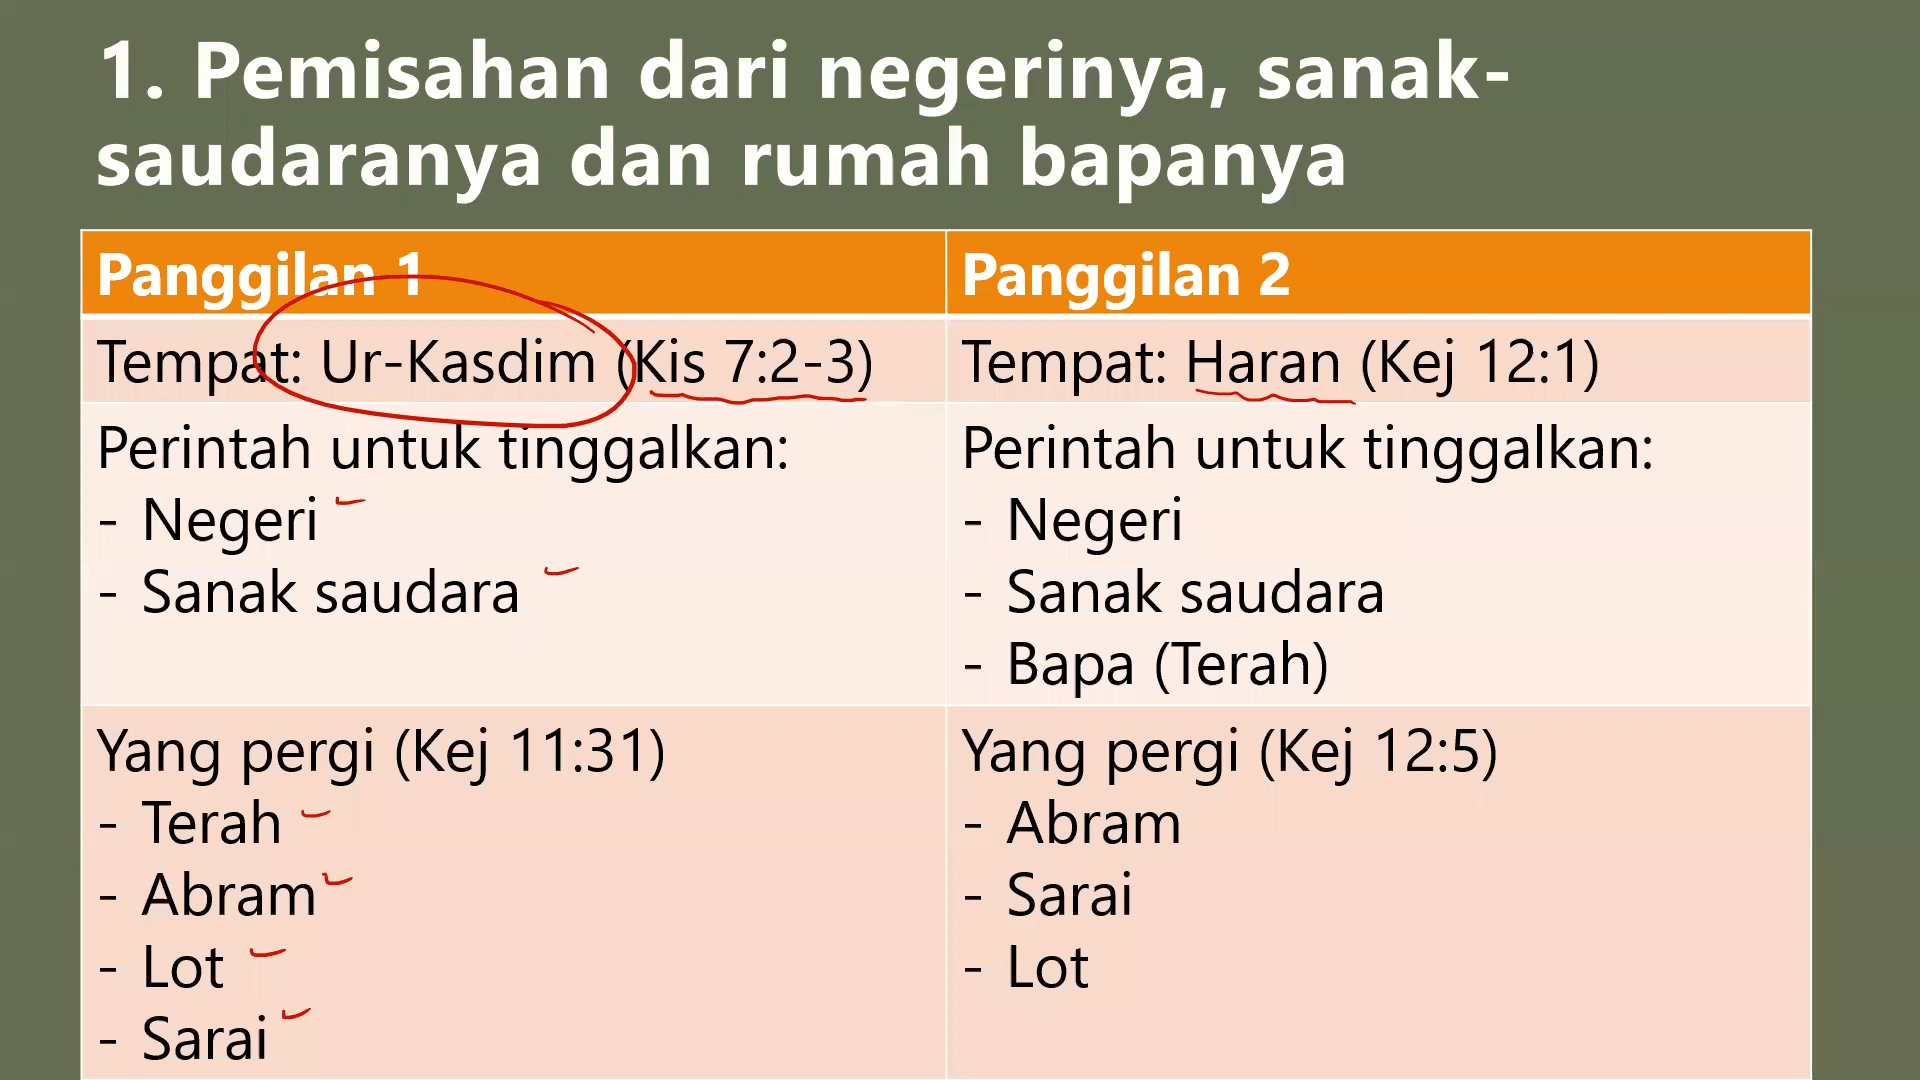 1. Pemisahan dari negerinya, sanak-
saudaranya dan rumah bapanya
Panggilan 1
Panggilan 2
Tempat: Ur-Kasdim (Kis 7:2-3)
Tempat: Haran (Kej 12:1)
Perintah untuk tinggalkan:
- Negeri
- Sanak saudara
Perintah untuk tinggalkan:
- Negeri
- Sanak saudara
- Bapa (Terah)
Yang pergi (Kej 11:31)
- Terah
- Abram
- Lot
- Sarai
Yang pergi (Kej 12:5)
- Abram
- Sarai
- Lot